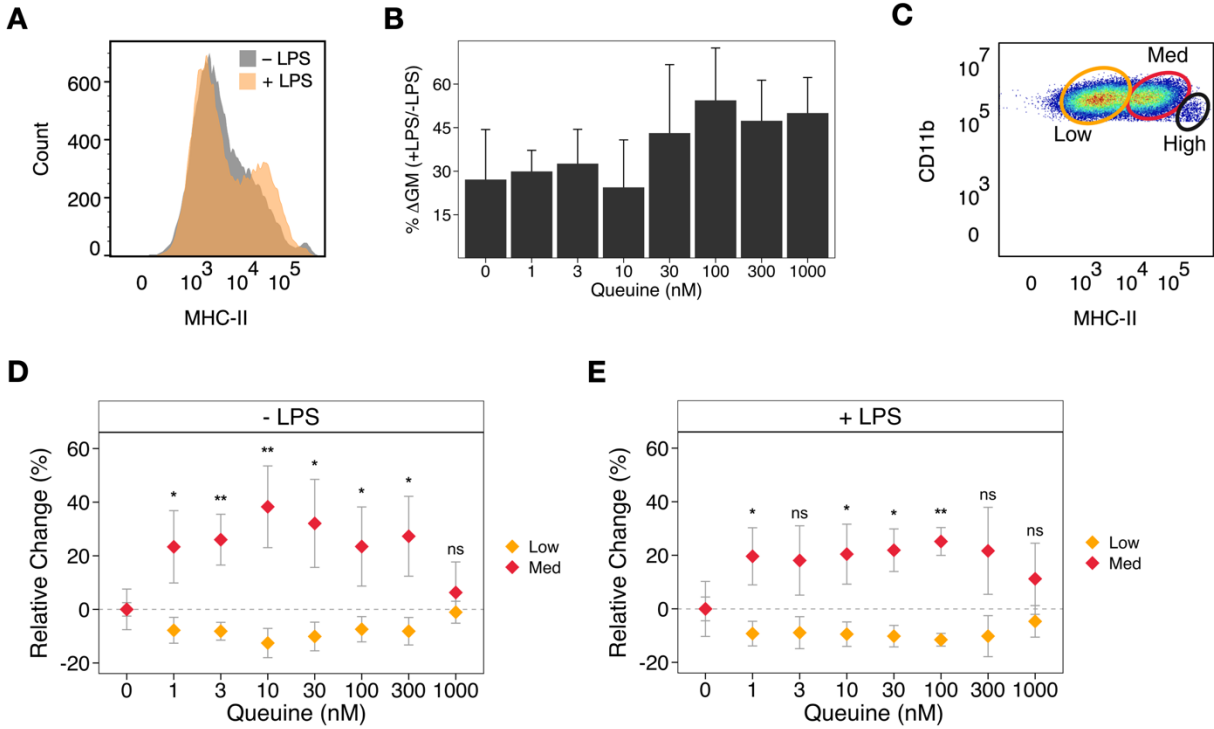 A
– LPS
+ LPS
600
400
200
0
Count
0 10³ 10⁴ 10⁵
MHC-II
B
% ΔGM (+LPS/-LPS)
60
45
30
15
0 1 3 10 30 100 300 1000
Queuine (nM)
C
10⁷
10⁵
10³
0
CD11b
Med
Low
High
0 10³ 10⁴ 10⁵
MHC-II
D
- LPS
Relative Change (%)
60
40
20
0
-20
* ** ** * * * ns
Low
Med
0 1 3 10 30 100 300 1000
Queuine (nM)
E
+ LPS
Relative Change (%)
60
40
20
0
-20
* ns * * ** ns ns
Low
Med
0 1 3 10 30 100 300 1000
Queuine (nM)